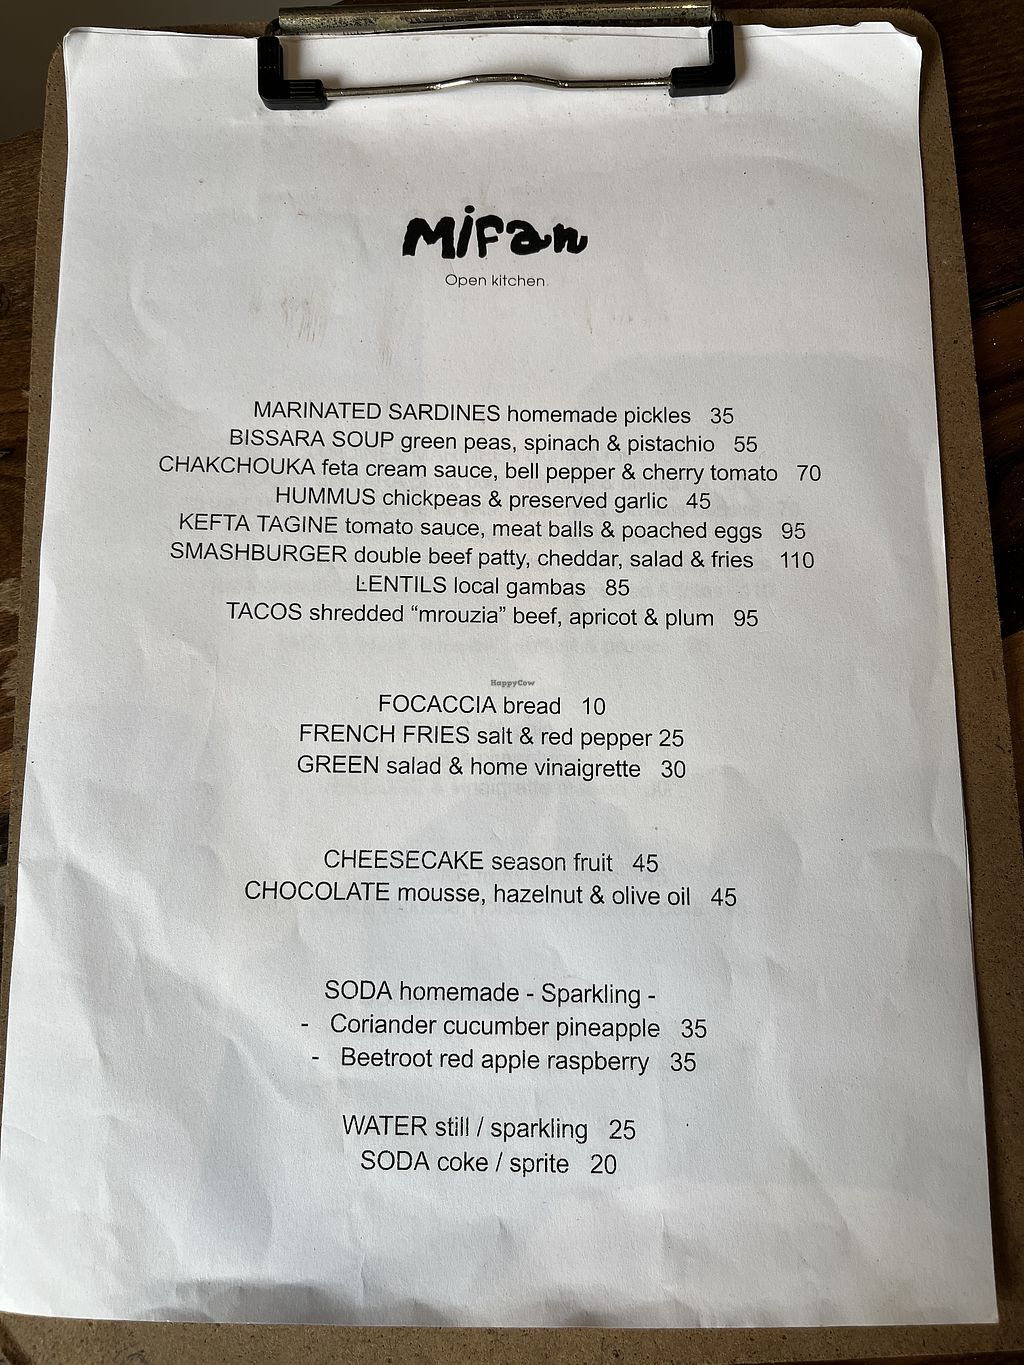 Mifan
Open kitchen.
MARINATED SARDINES homemade pickles 35
BISSARA SOUP green peas, spinach & pistachio 55
CHAKCHOUKA feta cream sauce, bell pepper & cherry tomato 70
HUMMUS chickpeas & preserved garlic 45
KEFTA TAGINE tomato sauce, meat balls & poached eggs 95
SMASHBURGER double beef patty, cheddar, salad & fries 110
LENTILS local gambas 85
TACOS shredded “mrouzia” beef, apricot & plum 95
HappyCow
FOCACCIA bread 10
FRENCH FRIES salt & red pepper 25
GREEN salad & home vinaigrette 30
CHEESECAKE season fruit 45
CHOCOLATE mousse, hazelnut & olive oil 45
SODA homemade - Sparkling -
- Coriander cucumber pineapple 35
- Beetroot red apple raspberry 35
WATER still / sparkling 25
SODA coke / sprite 20